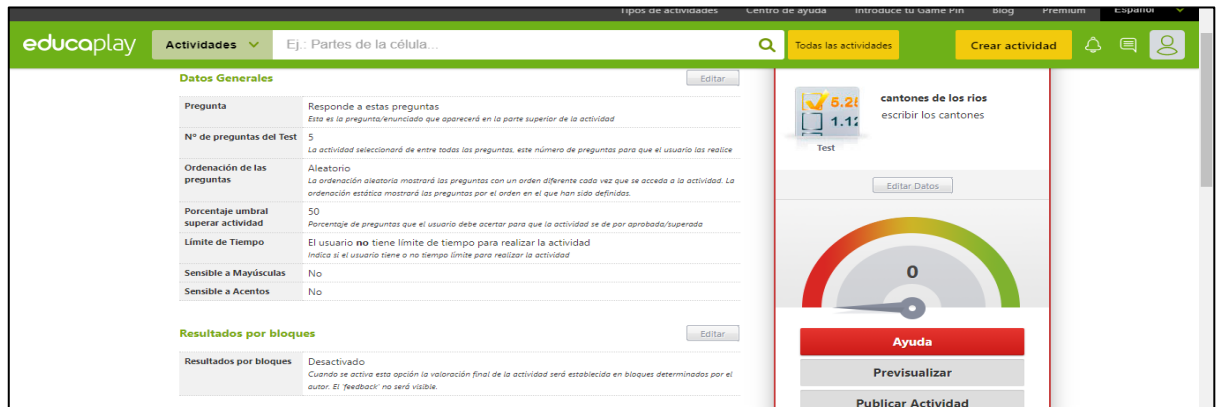 Tipos de actividades Centro de ayuda Introduce tu Game Pin Blog Premium Español
educaplay Actividades Ej.: Partes de la célula... Todas las actividades Crear actividad
Datos Generales Editar
Pregunta Responde a estas preguntas
Esta es la pregunta/enunciado que aparecerá en la parte superior de la actividad
Nº de preguntas del Test 5
La actividad seleccionará de entre todas las preguntas, este número de preguntas para que el usuario las realice
Ordenación de las preguntas Aleatorio
La ordenación aleatoria mostrará las preguntas con un orden diferente cada vez que se acceda a la actividad. La
ordenación estática mostrará las preguntas por el orden en el que han sido definidas.
Porcentaje umbral
superar actividad 50
Porcentaje de preguntas que el usuario debe acertar para que la actividad se de por aprobada/superada
Límite de Tiempo El usuario no tiene límite de tiempo para realizar la actividad
Indica si el usuario tiene o no tiempo límite para realizar la actividad
Sensible a Mayúsculas No
Sensible a Acentos No
Resultados por bloques Editar
Resultados por bloques Desactivado
Cuando se activa esta opción la valoración final de la actividad será establecida en bloques determinados por el
autor. El 'feedback' no será visible.
5.25
1.12
Test
cantones de los rios
escribir los cantones
Editar Datos
0
Ayuda
Previsualizar
Publicar Actividad